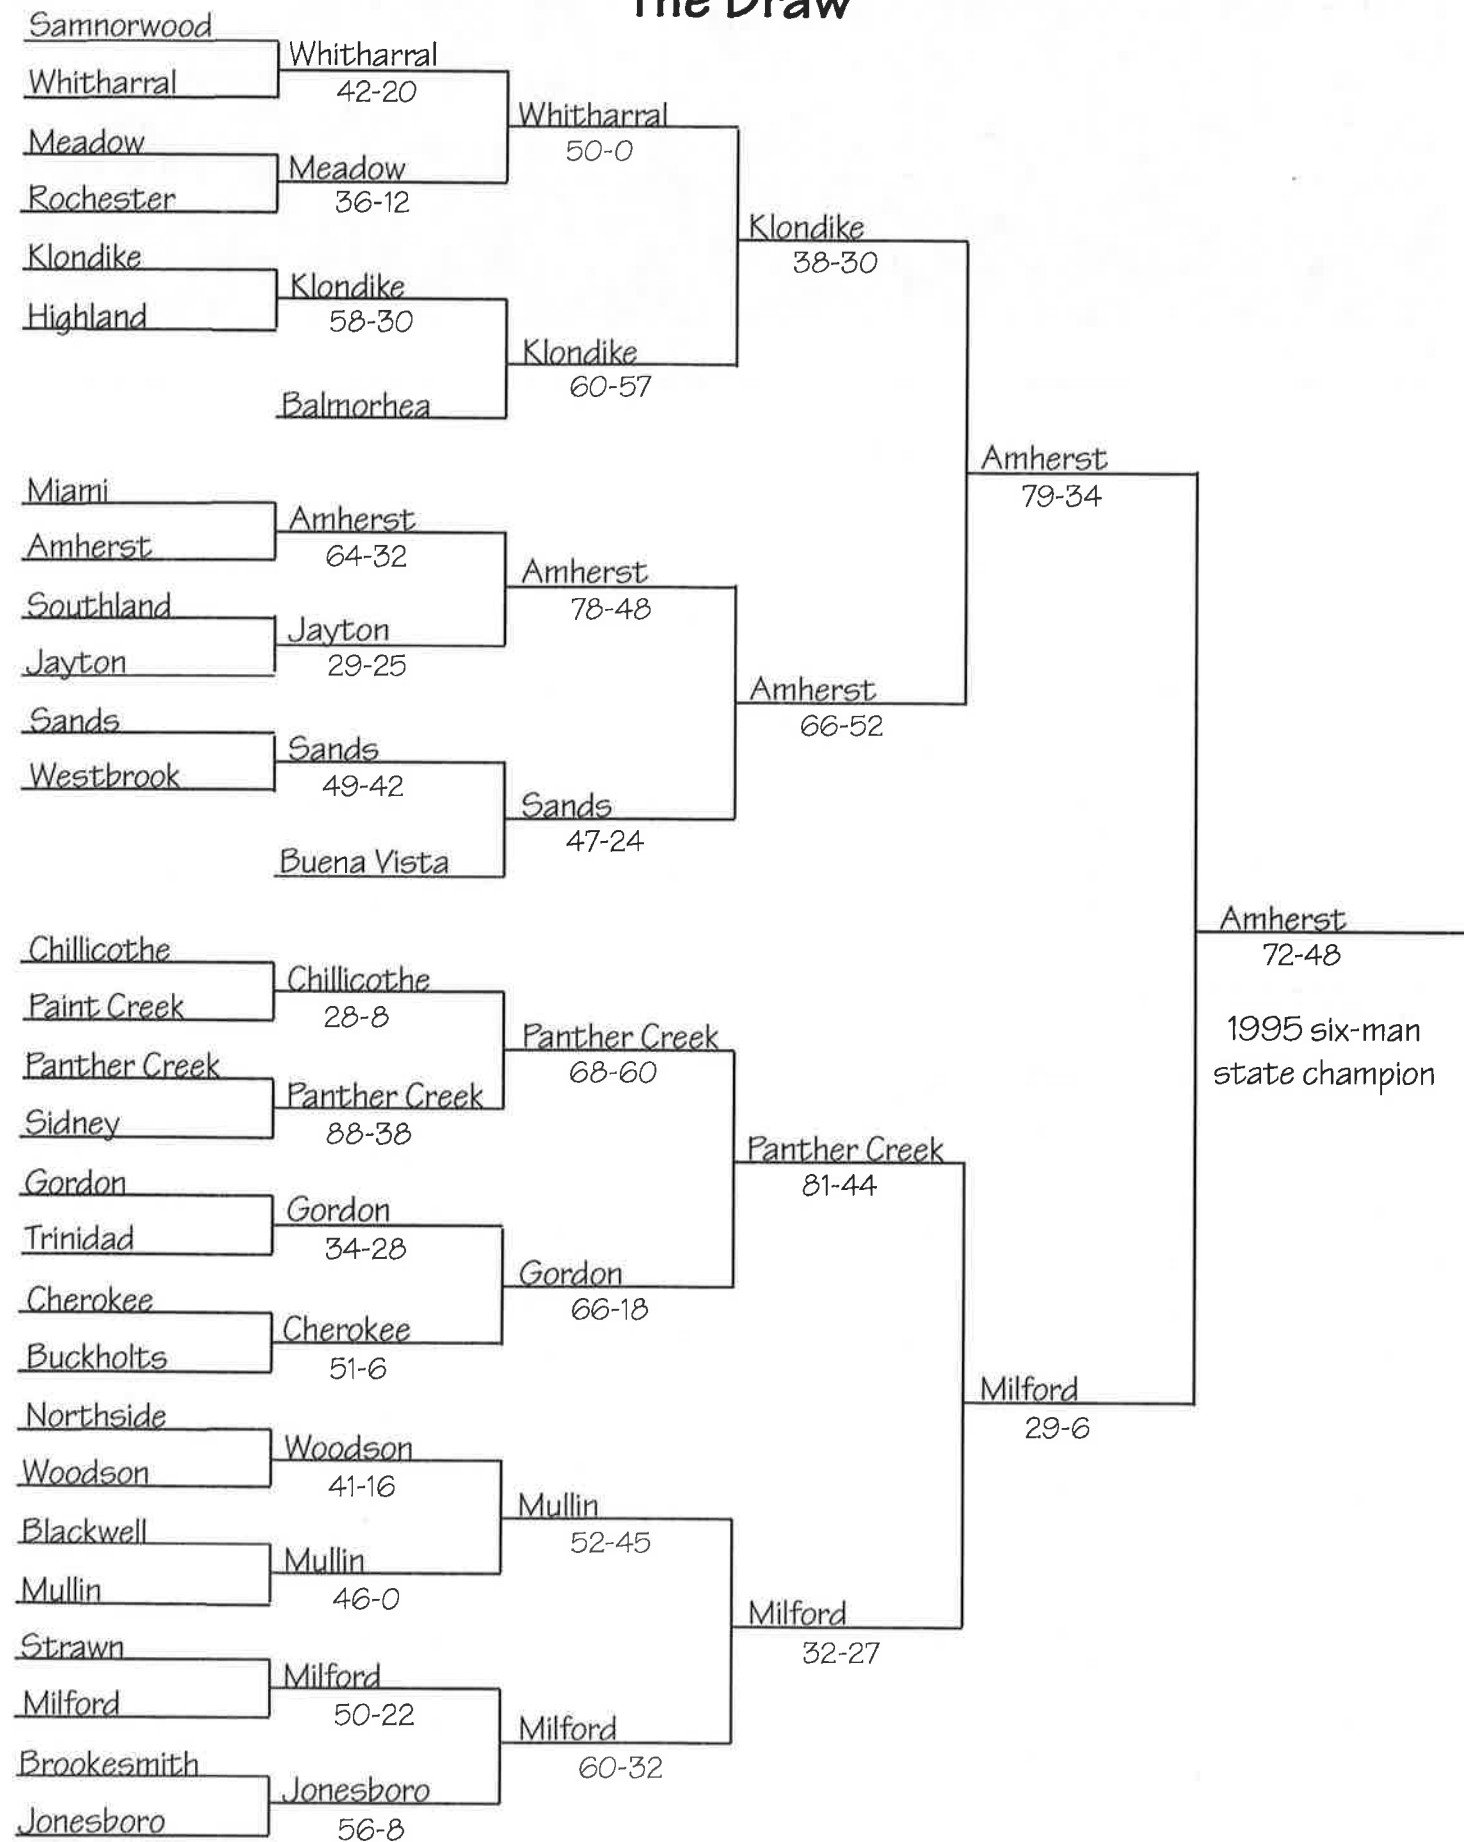 The Draw
Samnorwood
Whitharral
Whitharral
42-20
Whitharral
50-0
Meadow
Rochester
Meadow
36-12
Klondike
38-30
Klondike
Highland
Klondike
58-30
Klondike
60-57
Balmorhea
Amherst
79-34
Miami
Amherst
Amherst
64-32
Amherst
78-48
Southland
Jayton
Jayton
29-25
Amherst
66-52
Sands
Westbrook
Sands
49-42
Sands
47-24
Buena Vista
Amherst
72-48
1995 six-man
state champion
Chillicothe
Paint Creek
Chillicothe
28-8
Panther Creek
68-60
Panther Creek
Sidney
Panther Creek
88-38
Panther Creek
81-44
Gordon
Trinidad
Gordon
34-28
Gordon
66-18
Cherokee
Buckholts
Cherokee
51-6
Milford
29-6
Northside
Woodson
Woodson
41-16
Mullin
52-45
Blackwell
Mullin
Mullin
46-0
Milford
32-27
Strawn
Milford
Milford
50-22
Milford
60-32
Brookesmith
Jonesboro
Jonesboro
56-8